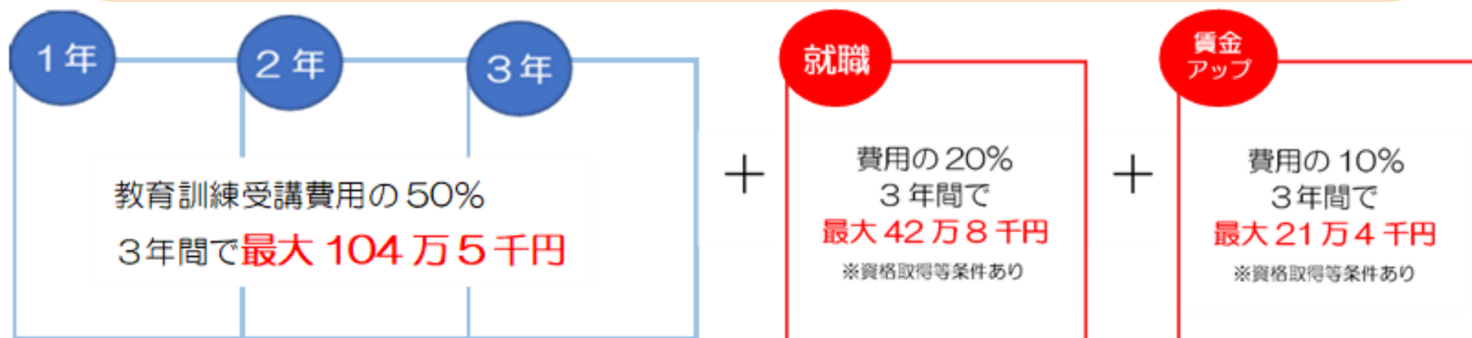 1年
2年
3年
教育訓練受講費用の50%
3年間で最大104万5千円
+
就職
費用の20%
3年間で
最大42万8千円
※資格取得等条件あり
+
賃金
アップ
費用の10%
3年間で
最大21万4千円
※資格取得等条件あり